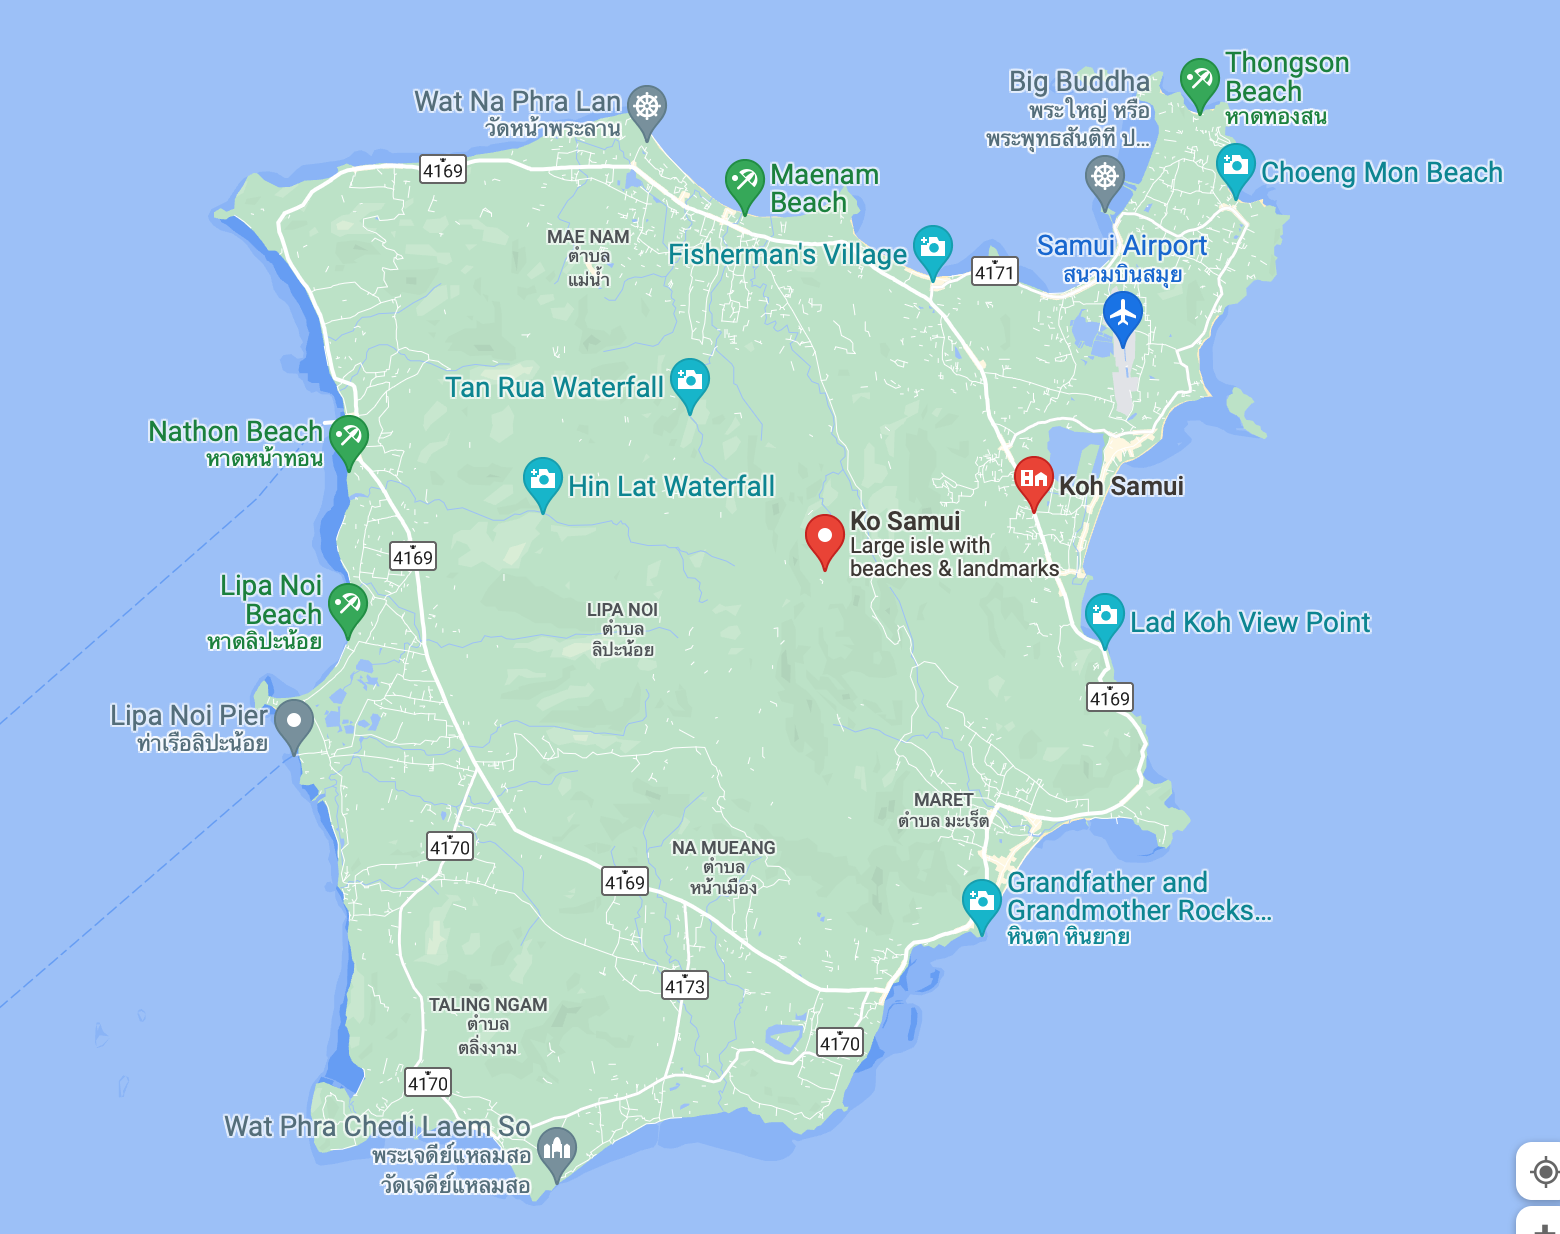 Thongson
Beach
หาดทองสน
Big Buddha
พระใหญ่ หรือ
พระพุทธสันติที ป...
Wat Na Phra Lan
วัดหน้าพระลาน
4169
Maenam
Beach
Choeng Mon Beach
MAE NAM
ตำบล
แม่น้ำ
Fisherman's Village
4171
Samui Airport
สนามบินสมุย
Tan Rua Waterfall
Nathon Beach
หาดหน้าทอน
Hin Lat Waterfall
Koh Samui
Ko Samui
Large isle with
beaches & landmarks
4169
Lipa Noi
Beach
หาดลิปะน้อย
LIPA NOI
ตำบล
ลิปะน้อย
Lad Koh View Point
4169
Lipa Noi Pier
ท่าเรือลิปะน้อย
MARET
ตำบล มะเร็ต
4170
NA MUEANG
ตำบล
หน้าเมือง
4169
Grandfather and
Grandmother Rocks...
หินตา หินยาย
4173
TALING NGAM
ตำบล
ตลิ่งงาม
4170
4170
Wat Phra Chedi Laem So
พระเจดีย์แหลมสอ
วัดเจดีย์แหลมสอ